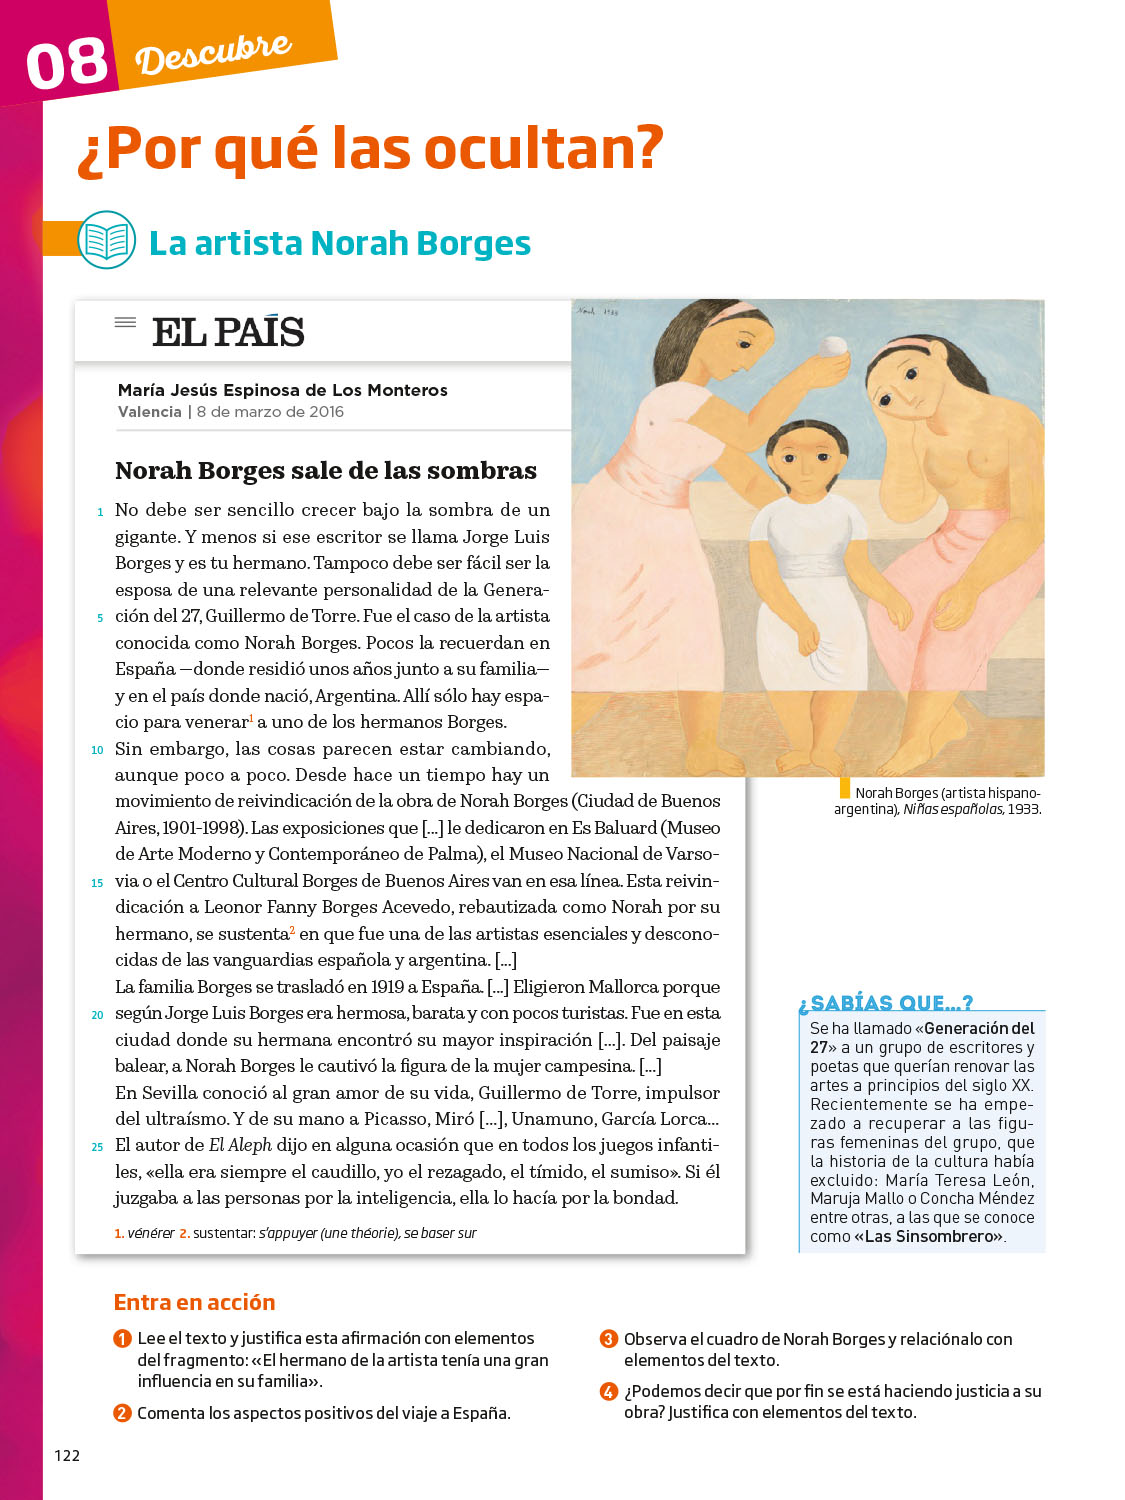 08 Descubre
¿Por qué las ocultan?
La artista Norah Borges
EL PAÍS
María Jesús Espinosa de Los Monteros
Valencia | 8 de marzo de 2016
Norah Borges sale de las sombras
1 No debe ser sencillo crecer bajo la sombra de un
gigante. Y menos si ese escritor se llama Jorge Luis
Borges y es tu hermano. Tampoco debe ser fácil ser la
esposa de una relevante personalidad de la Genera-
5 ción del 27, Guillermo de Torre. Fue el caso de la artista
conocida como Norah Borges. Pocos la recuerdan en
España —donde residió unos años junto a su familia—
y en el país donde nació, Argentina. Allí sólo hay espa-
cio para venerar1 a uno de los hermanos Borges.
10 Sin embargo, las cosas parecen estar cambiando,
aunque poco a poco. Desde hace un tiempo hay un
movimiento de reivindicación de la obra de Norah Borges (Ciudad de Buenos
Aires, 1901-1998). Las exposiciones que [...] le dedicaron en Es Baluard (Museo
de Arte Moderno y Contemporáneo de Palma), el Museo Nacional de Varso-
15 via o el Centro Cultural Borges de Buenos Aires van en esa línea. Esta reivin-
dicación a Leonor Fanny Borges Acevedo, rebautizada como Norah por su
hermano, se sustenta2 en que fue una de las artistas esenciales y descono-
cidas de las vanguardias española y argentina. [...]
La familia Borges se trasladó en 1919 a España. [...] Eligieron Mallorca porque
20 según Jorge Luis Borges era hermosa, barata y con pocos turistas. Fue en esta
ciudad donde su hermana encontró su mayor inspiración [...]. Del paisaje
balear, a Norah Borges le cautivó la figura de la mujer campesina. [...]
En Sevilla conoció al gran amor de su vida, Guillermo de Torre, impulsor
del ultraísmo. Y de su mano a Picasso, Miró [...], Unamuno, García Lorca...
25 El autor de El Aleph dijo en alguna ocasión que en todos los juegos infanti-
les, «ella era siempre el caudillo, yo el rezagado, el tímido, el sumiso». Si él
juzgaba a las personas por la inteligencia, ella lo hacía por la bondad.
1. vénérer 2. sustentar: s'appuyer (une théorie), se baser sur
Norah 1933
Norah Borges (artista hispano-
argentina), Niñas españolas, 1933.
¿SABÍAS QUE...?
Se ha llamado «Generación del
27» a un grupo de escritores y
poetas que querían renovar las
artes a principios del siglo XX.
Recientemente se ha empe-
zado a recuperar a las figu-
ras femeninas del grupo, que
la historia de la cultura había
excluido: María Teresa León,
Maruja Mallo o Concha Méndez
entre otras, a las que se conoce
como «Las Sinsombrero».
Entra en acción
1 Lee el texto y justifica esta afirmación con elementos
del fragmento: «El hermano de la artista tenía una gran
influencia en su familia».
2 Comenta los aspectos positivos del viaje a España.
3 Observa el cuadro de Norah Borges y relaciónalo con
elementos del texto.
4 ¿Podemos decir que por fin se está haciendo justicia a su
obra? Justifica con elementos del texto.
122